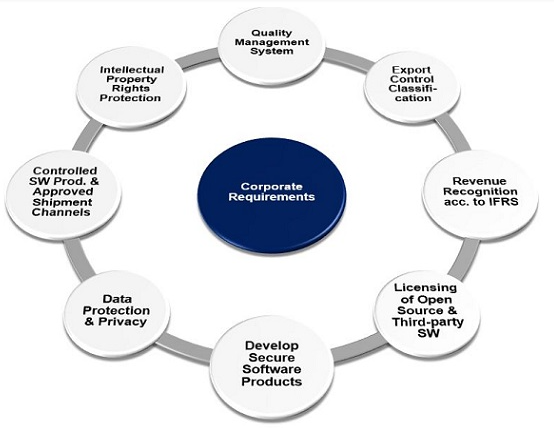 Quality
Management
System
Export
Control
Classifi-
cation
Revenue
Recognition
acc. to IFRS
Licensing
of Open
Source &
Third-party
SW
Develop
Secure
Software
Products
Data
Protection
& Privacy
Controlled
SW Prod. &
Approved
Shipment
Channels
Intellectual
Property
Rights
Protection
Corporate
Requirements